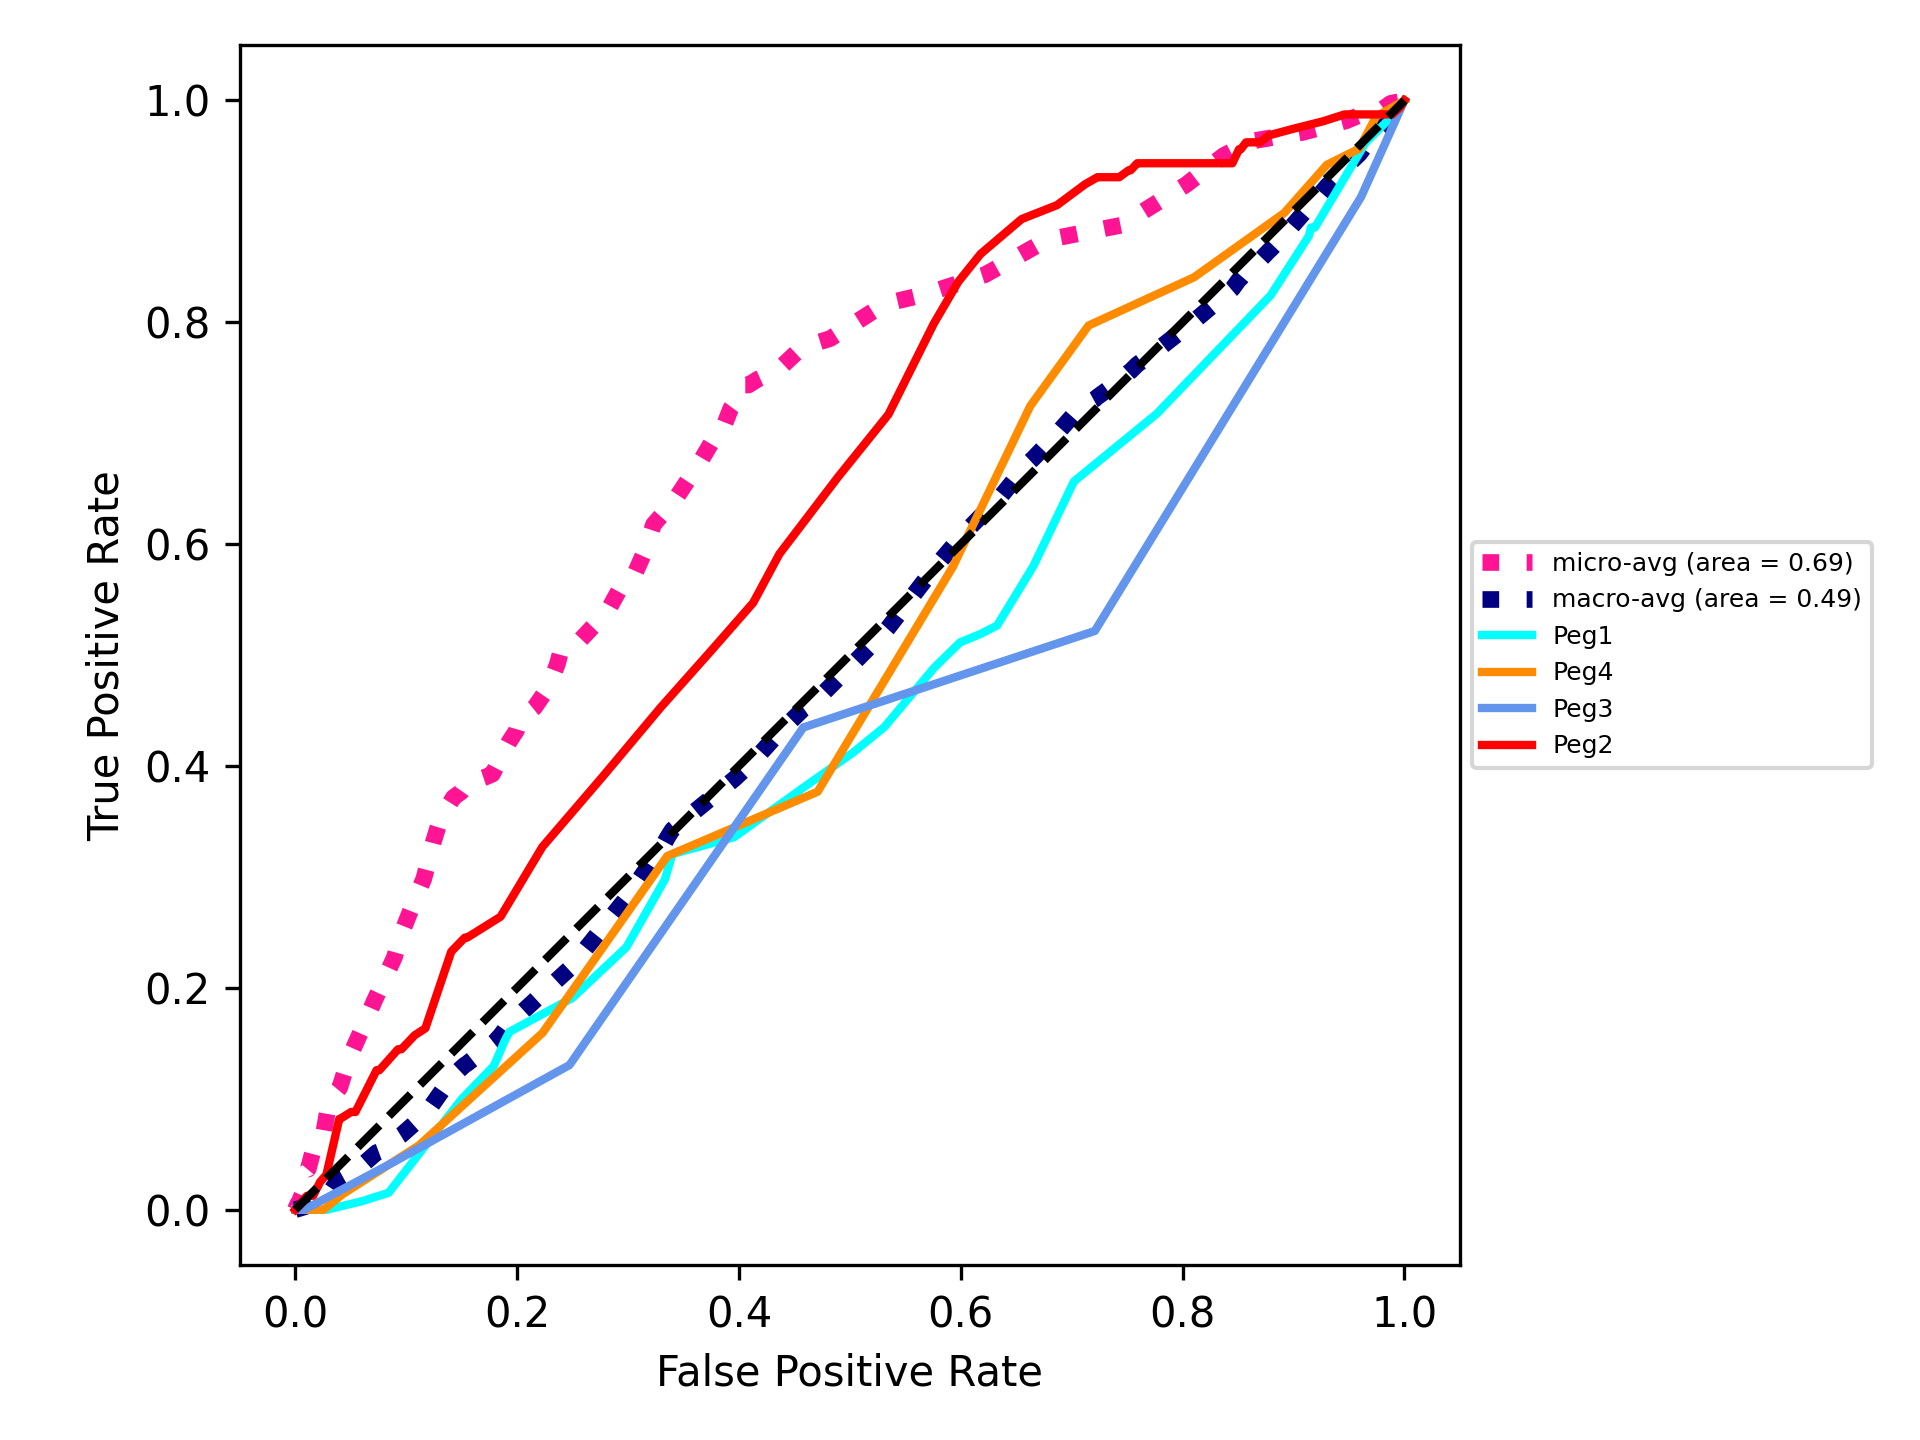 1.0
0.8
0.6
0.4
0.2
0.0
True Positive Rate
0.0 0.2 0.4 0.6 0.8 1.0
False Positive Rate
micro-avg (area = 0.69)
macro-avg (area = 0.49)
Peg1
Peg4
Peg3
Peg2